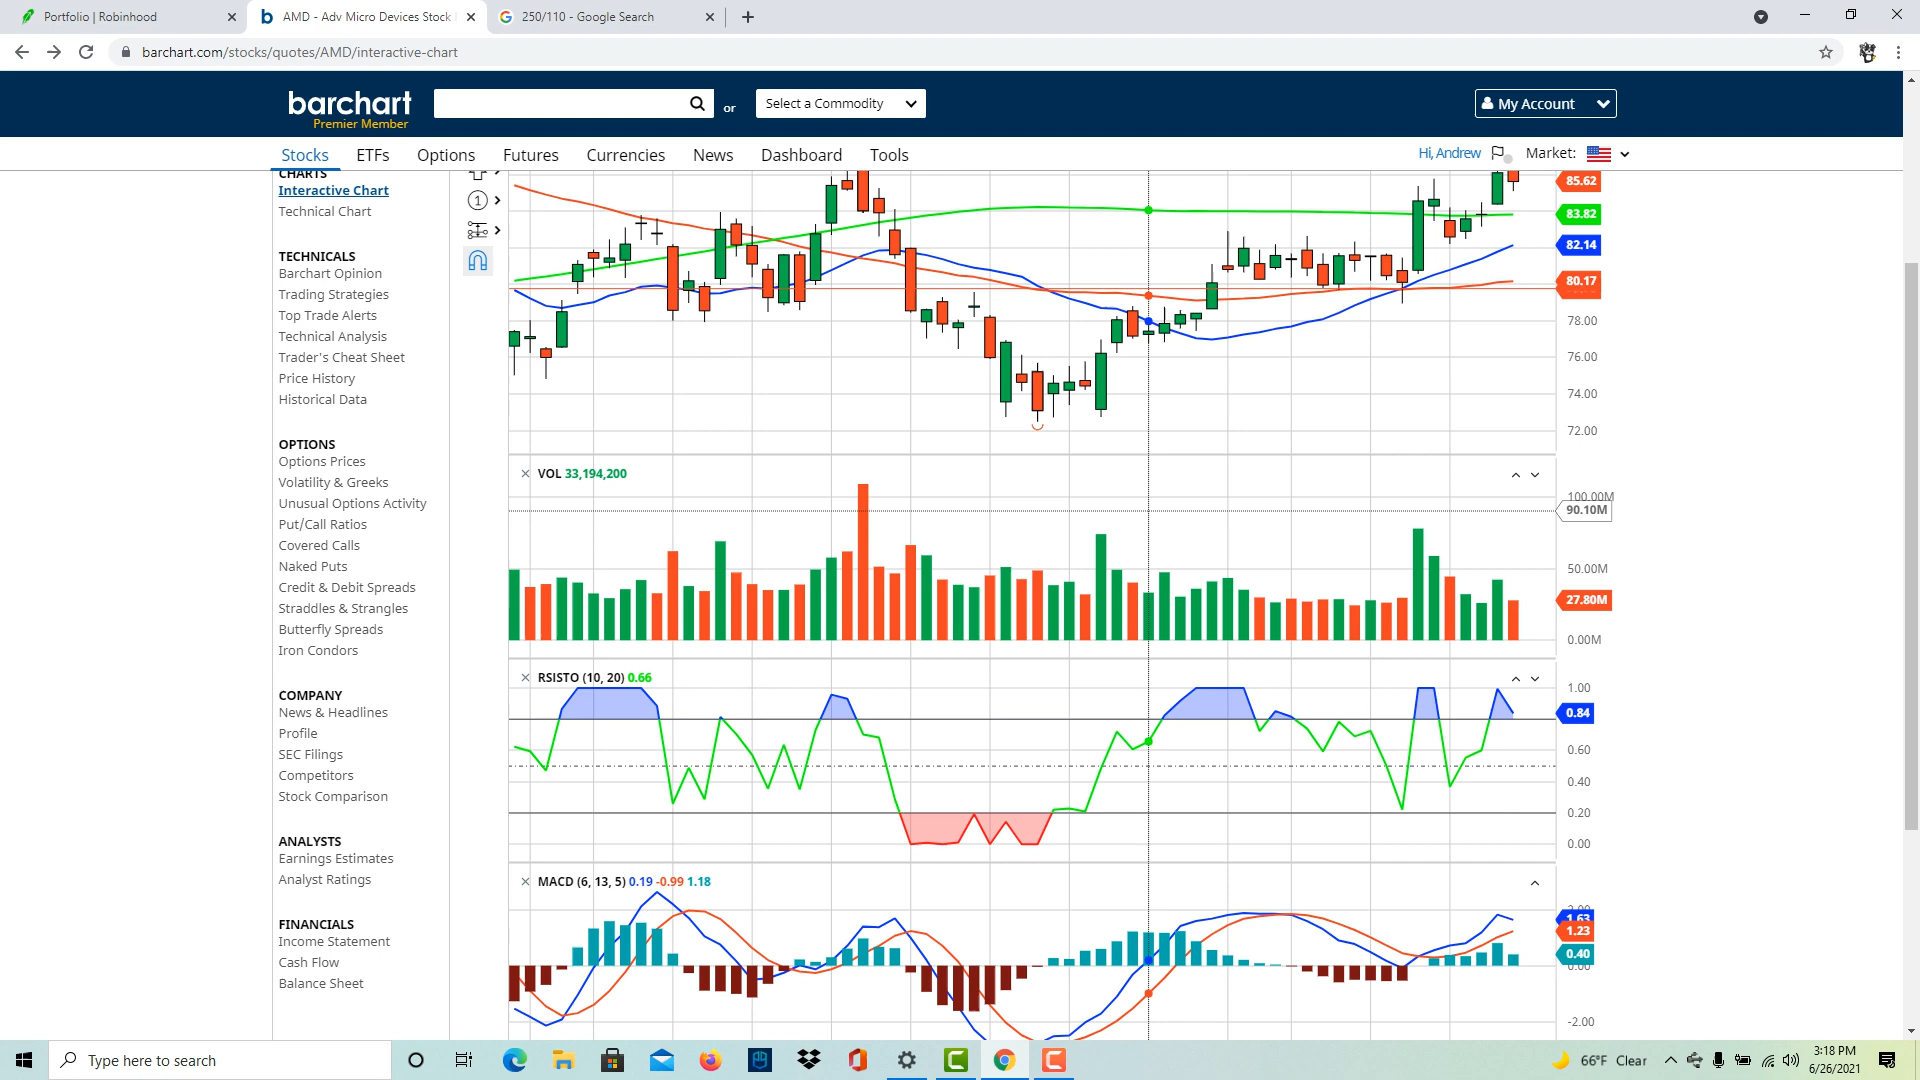 Portfolio | Robinhood
AMD - Adv Micro Devices Stock
250/110 - Google Search
barchart.com/stocks/quotes/AMD/interactive-chart
barchart
Premier Member
or
Select a Commodity
My Account
Stocks
ETFs
Options
Futures
Currencies
News
Dashboard
Tools
Hi, Andrew
Market:
CHARTS
Interactive Chart
Technical Chart
TECHNICALS
Barchart Opinion
Trading Strategies
Top Trade Alerts
Technical Analysis
Trader's Cheat Sheet
Price History
Historical Data
OPTIONS
Options Prices
Volatility & Greeks
Unusual Options Activity
Put/Call Ratios
Covered Calls
Naked Puts
Credit & Debit Spreads
Straddles & Strangles
Butterfly Spreads
Iron Condors
COMPANY
News & Headlines
Profile
SEC Filings
Competitors
Stock Comparison
ANALYSTS
Earnings Estimates
Analyst Ratings
FINANCIALS
Income Statement
Cash Flow
Balance Sheet
1
85.62
83.82
82.14
80.17
78.00
76.00
74.00
72.00
VOL 33,194,200
100.00M
90.10M
50.00M
27.80M
0.00M
RSISTO (10, 20) 0.66
1.00
0.84
0.60
0.40
0.20
0.00
MACD (6, 13, 5) 0.19 -0.99 1.18
2.00
1.63
1.23
0.40
0.00
-2.00
Type here to search
66°F Clear
3:18 PM
6/26/2021